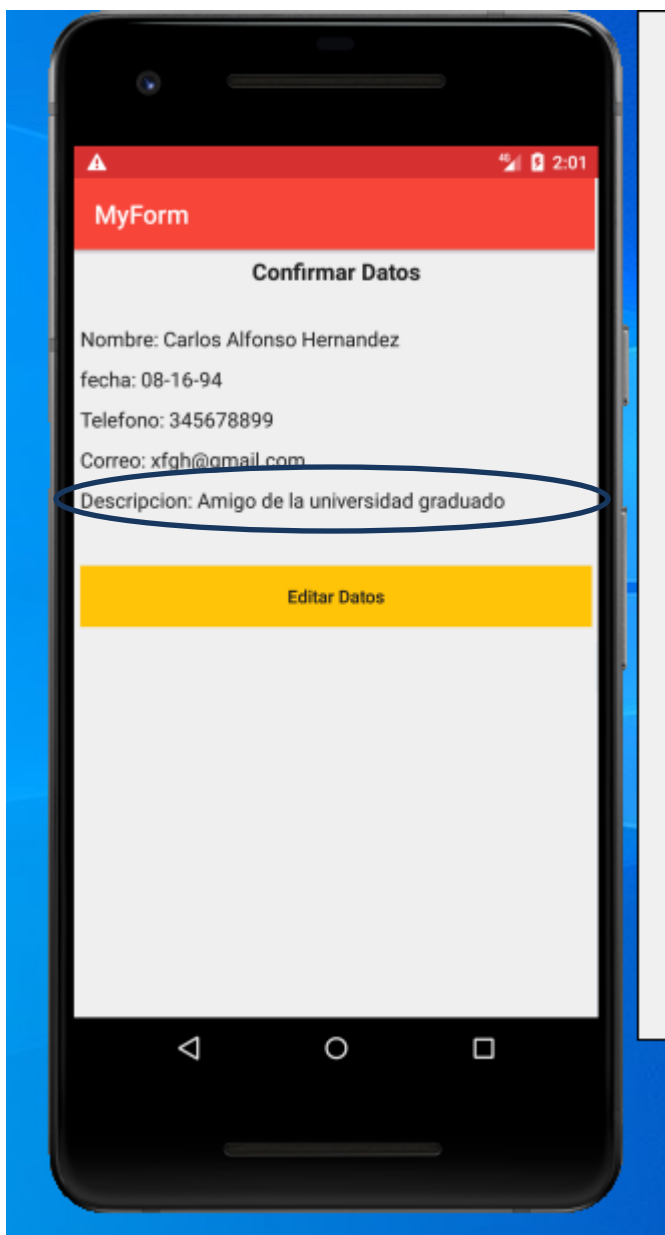 4G 2:01
MyForm
Confirmar Datos
Nombre: Carlos Alfonso Hernandez
fecha: 08-16-94
Telefono: 345678899
Correo: xfgh@gmail.com
Descripcion: Amigo de la universidad graduado
Editar Datos